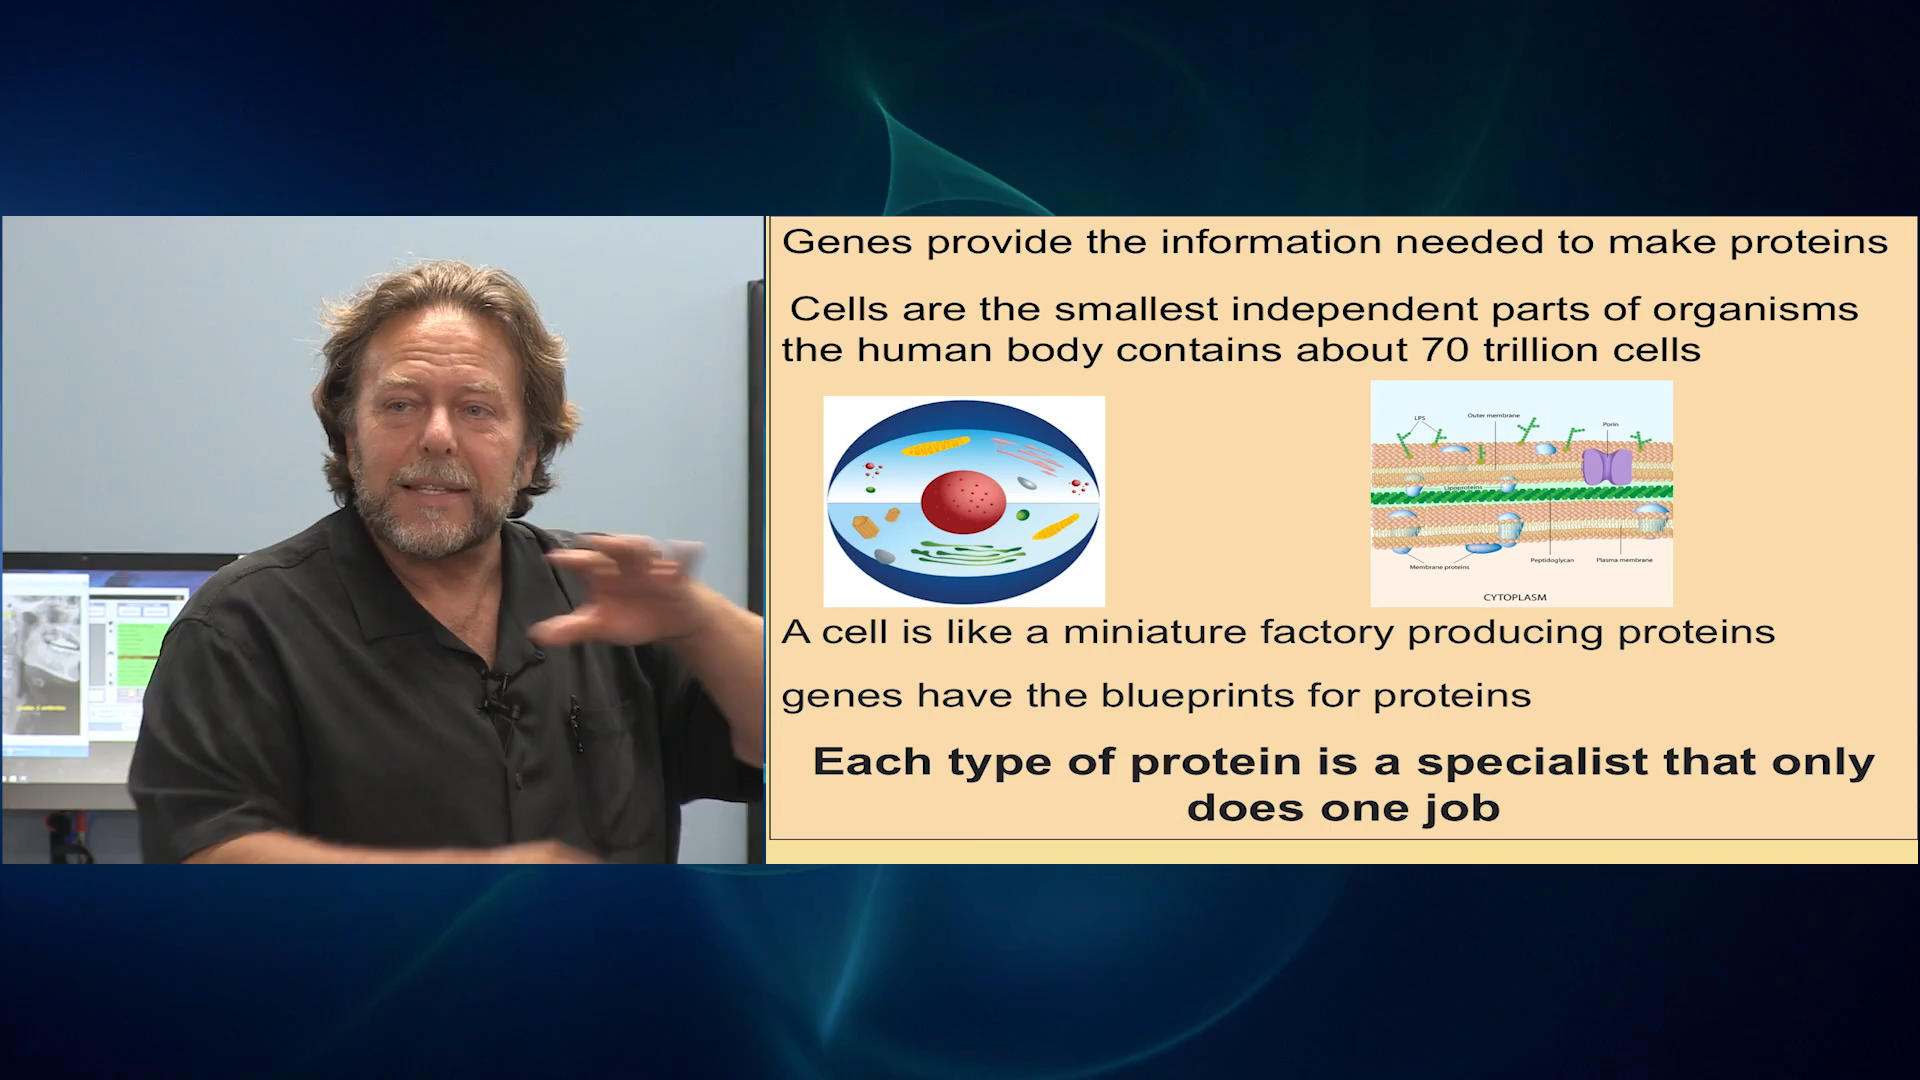 Genes provide the information needed to make proteins
Cells are the smallest independent parts of organisms
the human body contains about 70 trillion cells
LPS
Outer membrane
Porin
Lipoproteins
Membrane proteins
Peptidoglycan
Plasma membrane
CYTOPLASM
A cell is like a miniature factory producing proteins
genes have the blueprints for proteins
Each type of protein is a specialist that only
does one job